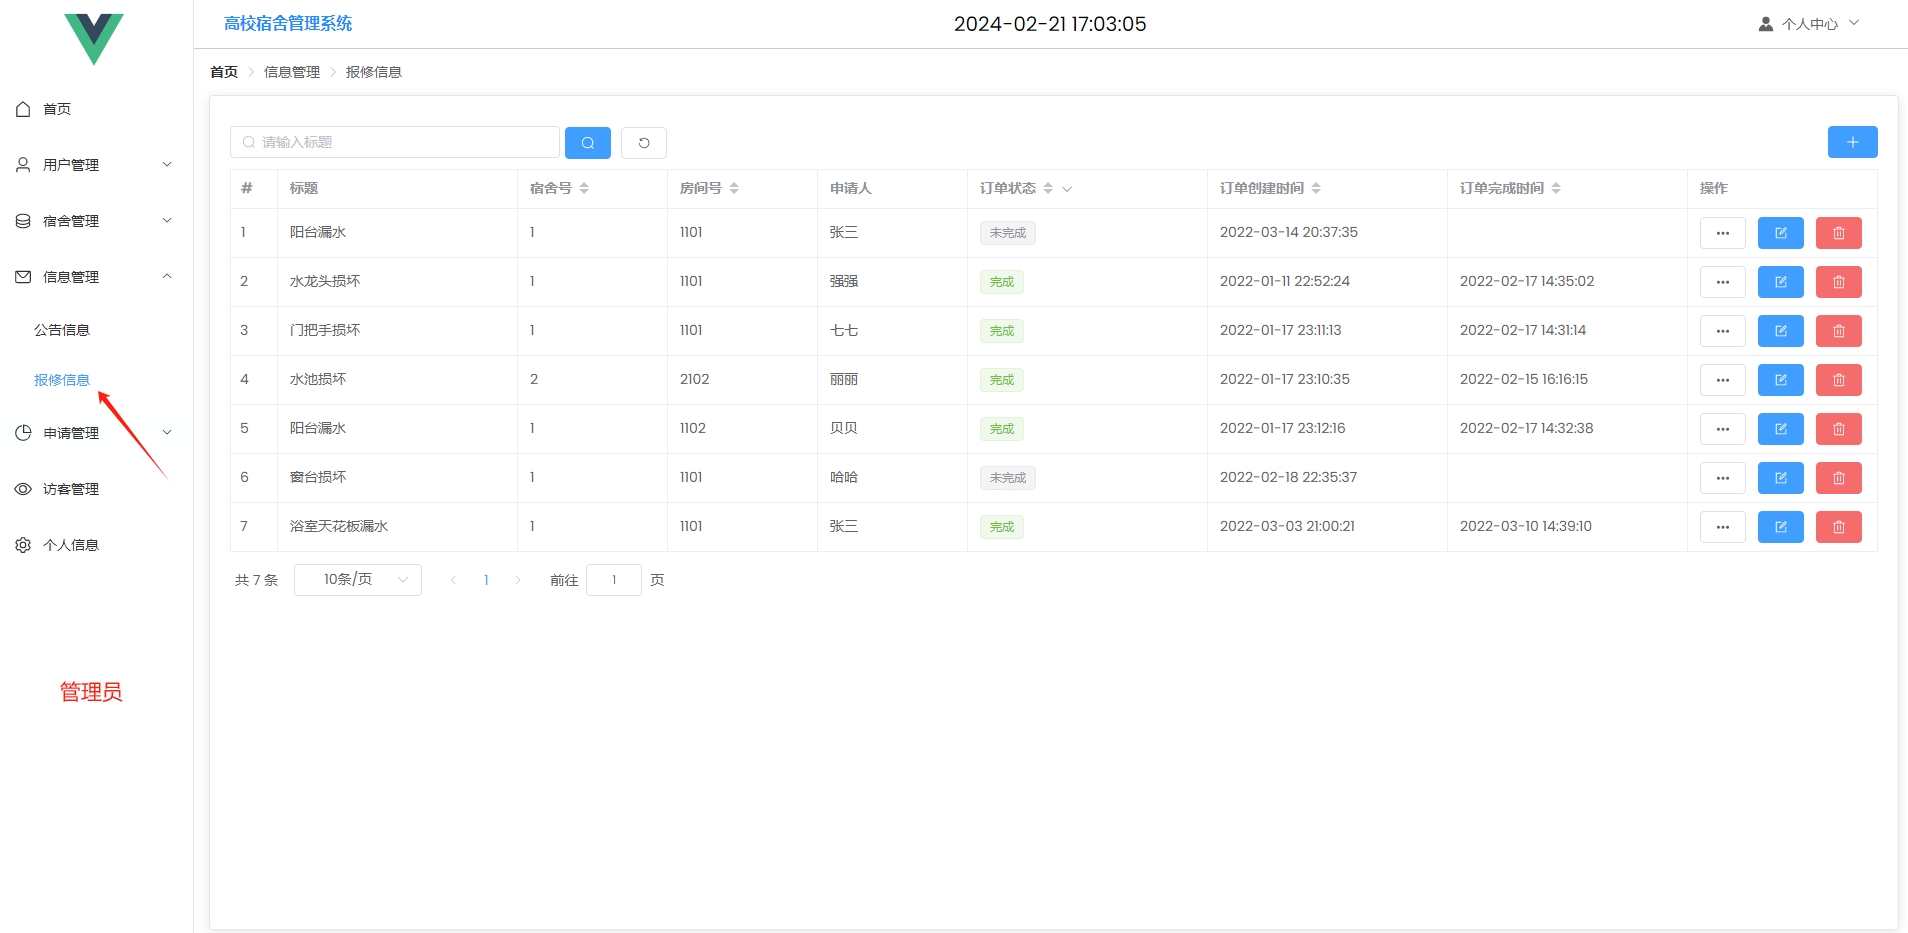 高校宿舍管理系统
2024-02-21 17:03:05
个人中心
首页
用户管理
宿舍管理
信息管理
公告信息
报修信息
申请管理
访客管理
个人信息
管理员
首页 信息管理 报修信息
请输入标题
# 标题 宿舍号 房间号 申请人 订单状态 订单创建时间 订单完成时间 操作
1 阳台漏水 1 1101 张三 未完成 2022-03-14 20:37:35
2 水龙头损坏 1 1101 强强 完成 2022-01-11 22:52:24 2022-02-17 14:35:02
3 门把手损坏 1 1101 七七 完成 2022-01-17 23:11:13 2022-02-17 14:31:14
4 水池损坏 2 2102 丽丽 完成 2022-01-17 23:10:35 2022-02-15 16:16:15
5 阳台漏水 1 1102 贝贝 完成 2022-01-17 23:12:16 2022-02-17 14:32:38
6 窗台损坏 1 1101 哈哈 未完成 2022-02-18 22:35:37
7 浴室天花板漏水 1 1101 张三 完成 2022-03-03 21:00:21 2022-03-10 14:39:10
共 7 条 10条/页 1 前往 1 页